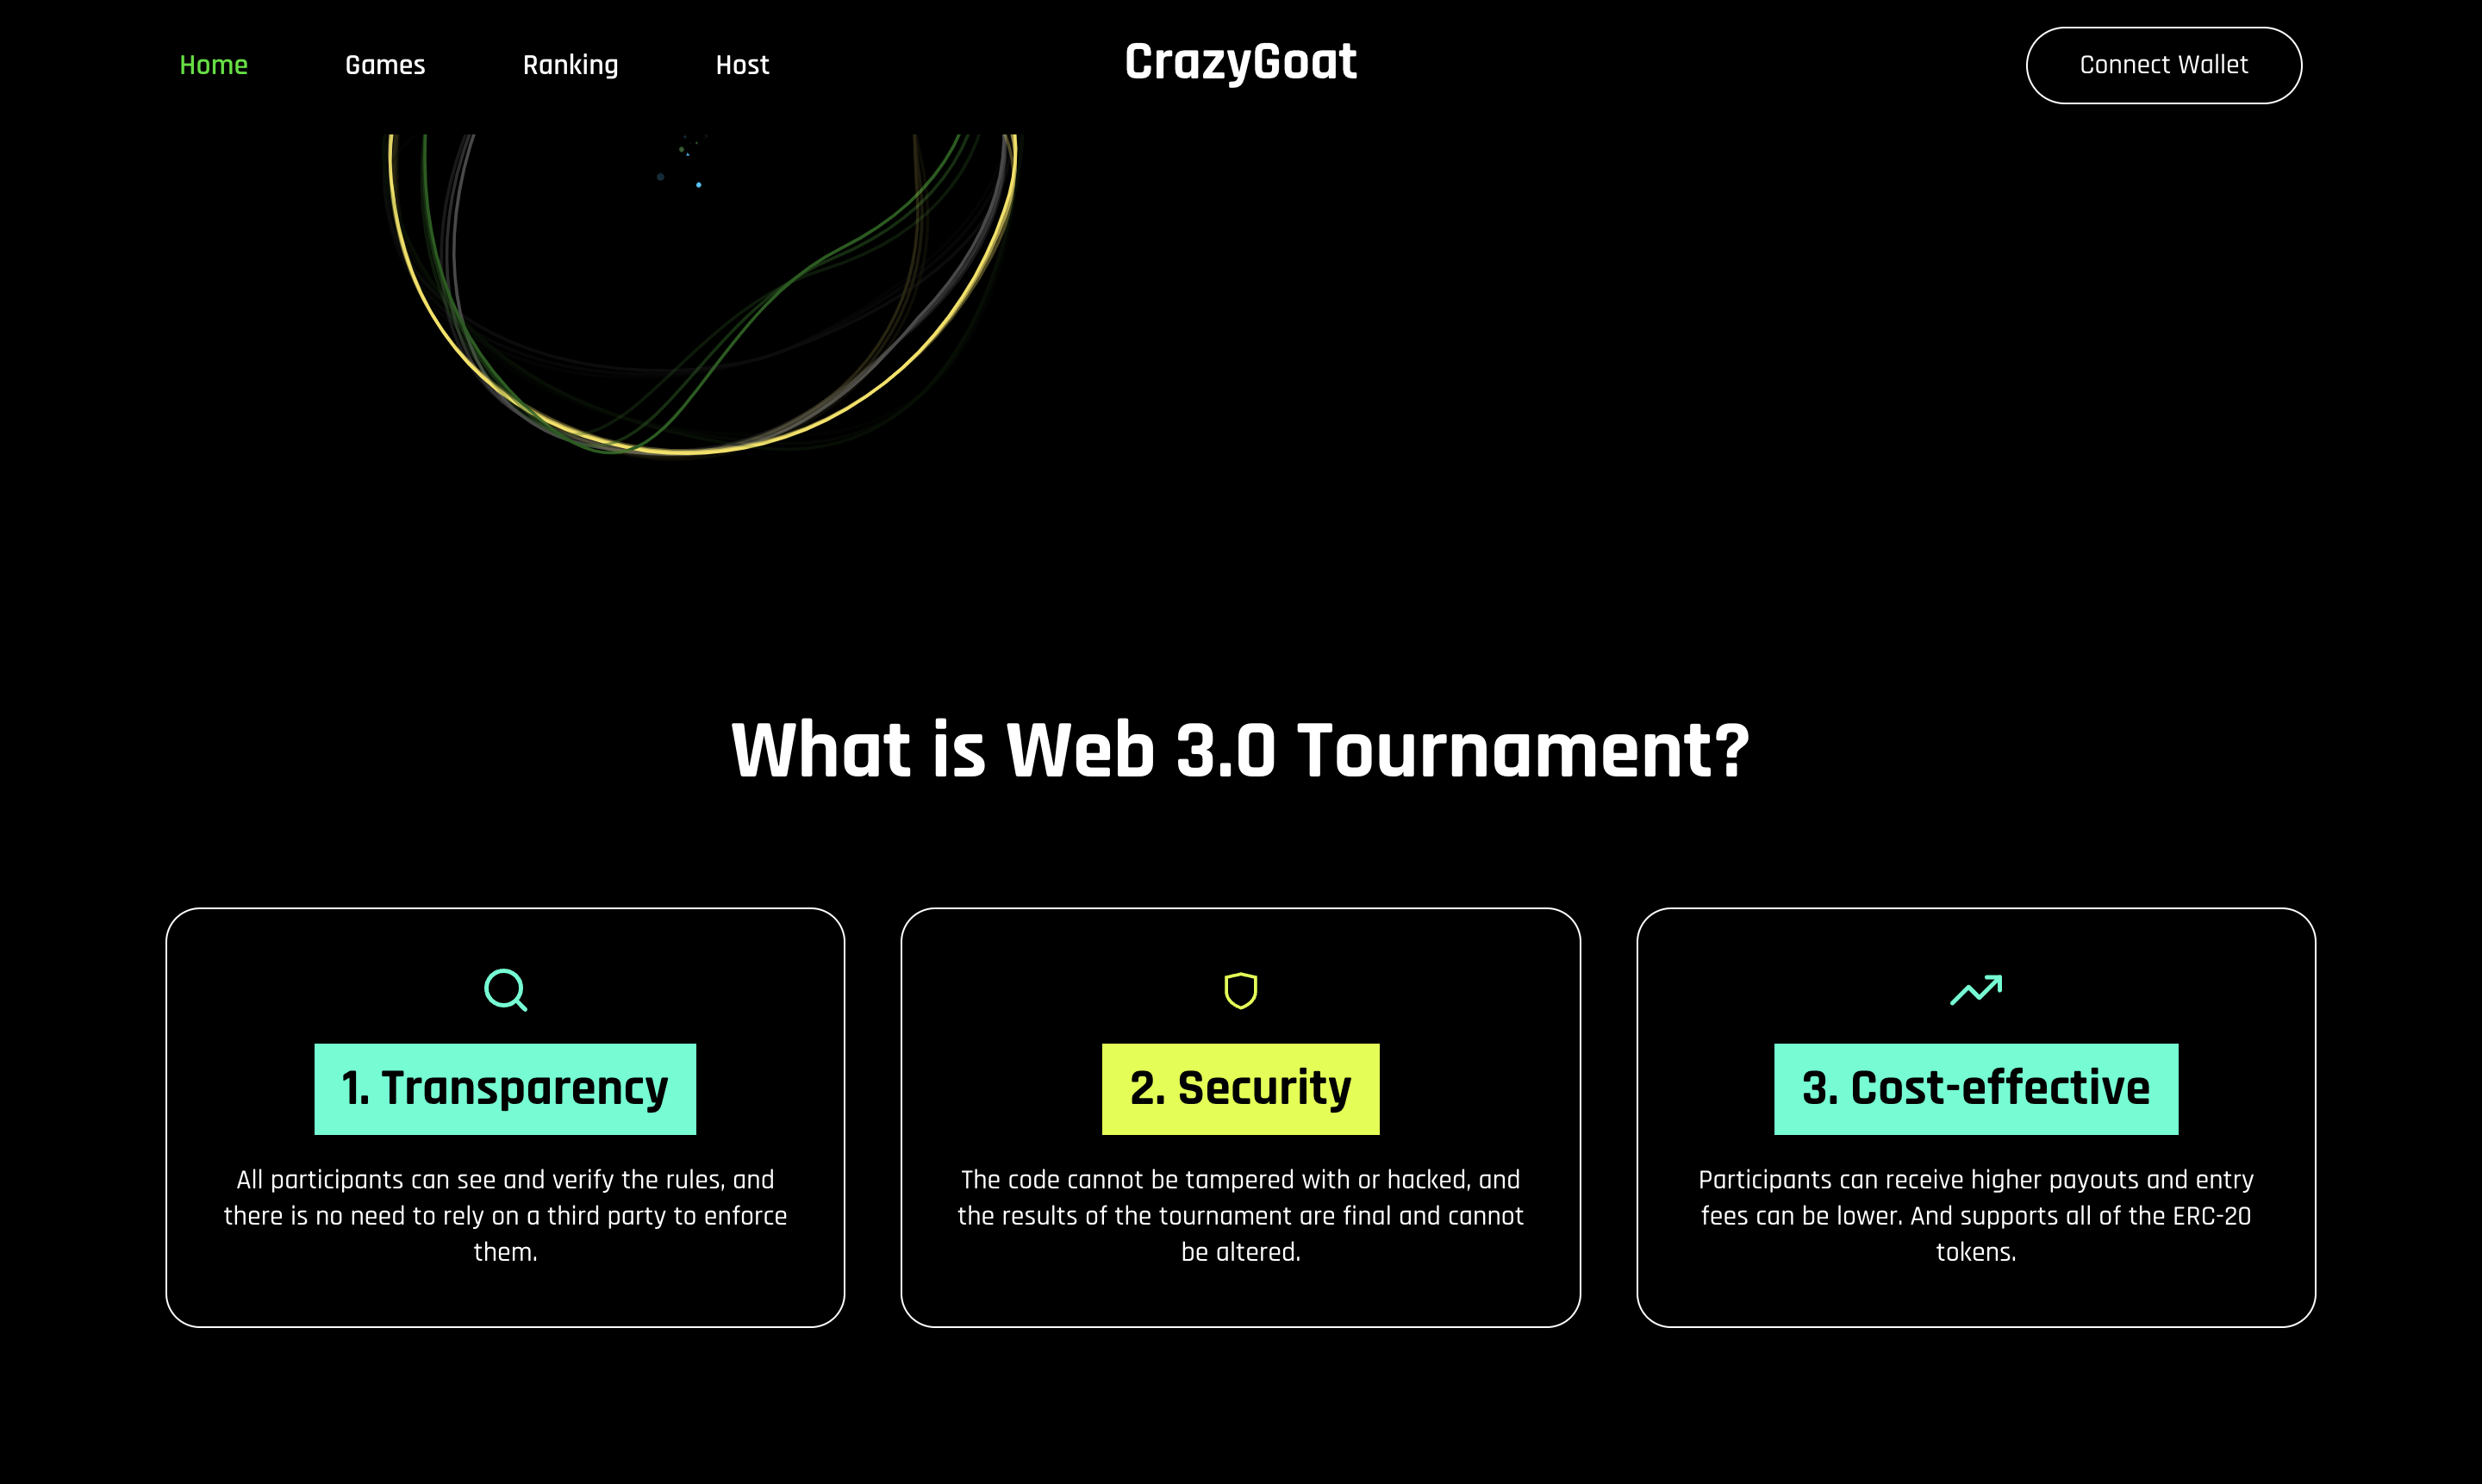 Home
Games
Ranking
Host
CrazyGoat
Connect Wallet
What is Web 3.0 Tournament?
1. Transparency
All participants can see and verify the rules, and
there is no need to rely on a third party to enforce
them.
2. Security
The code cannot be tampered with or hacked, and
the results of the tournament are final and cannot
be altered.
3. Cost-effective
Participants can receive higher payouts and entry
fees can be lower. And supports all of the ERC-20
tokens.